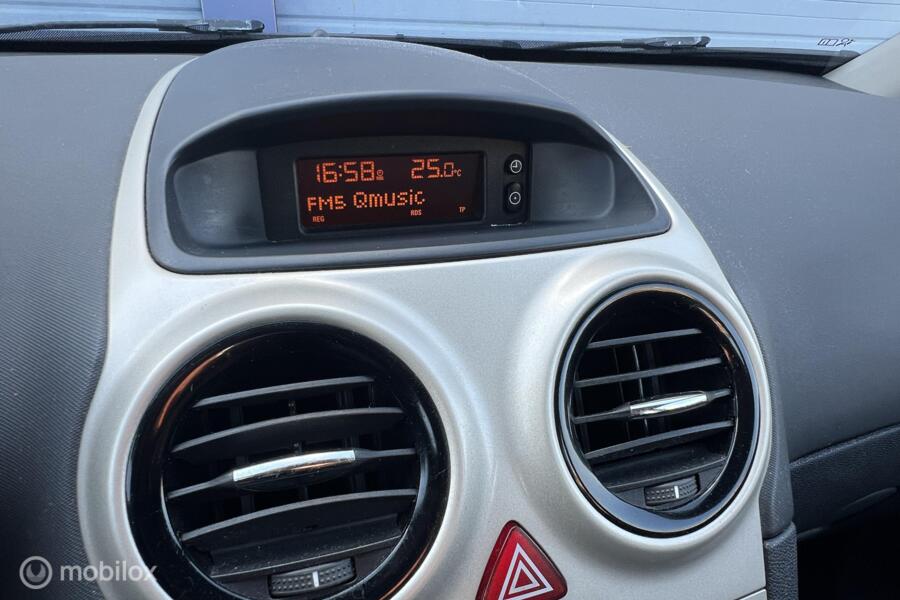 16:58 25.0°C
FM5 Qmusic
REG RDS TP
mobilox